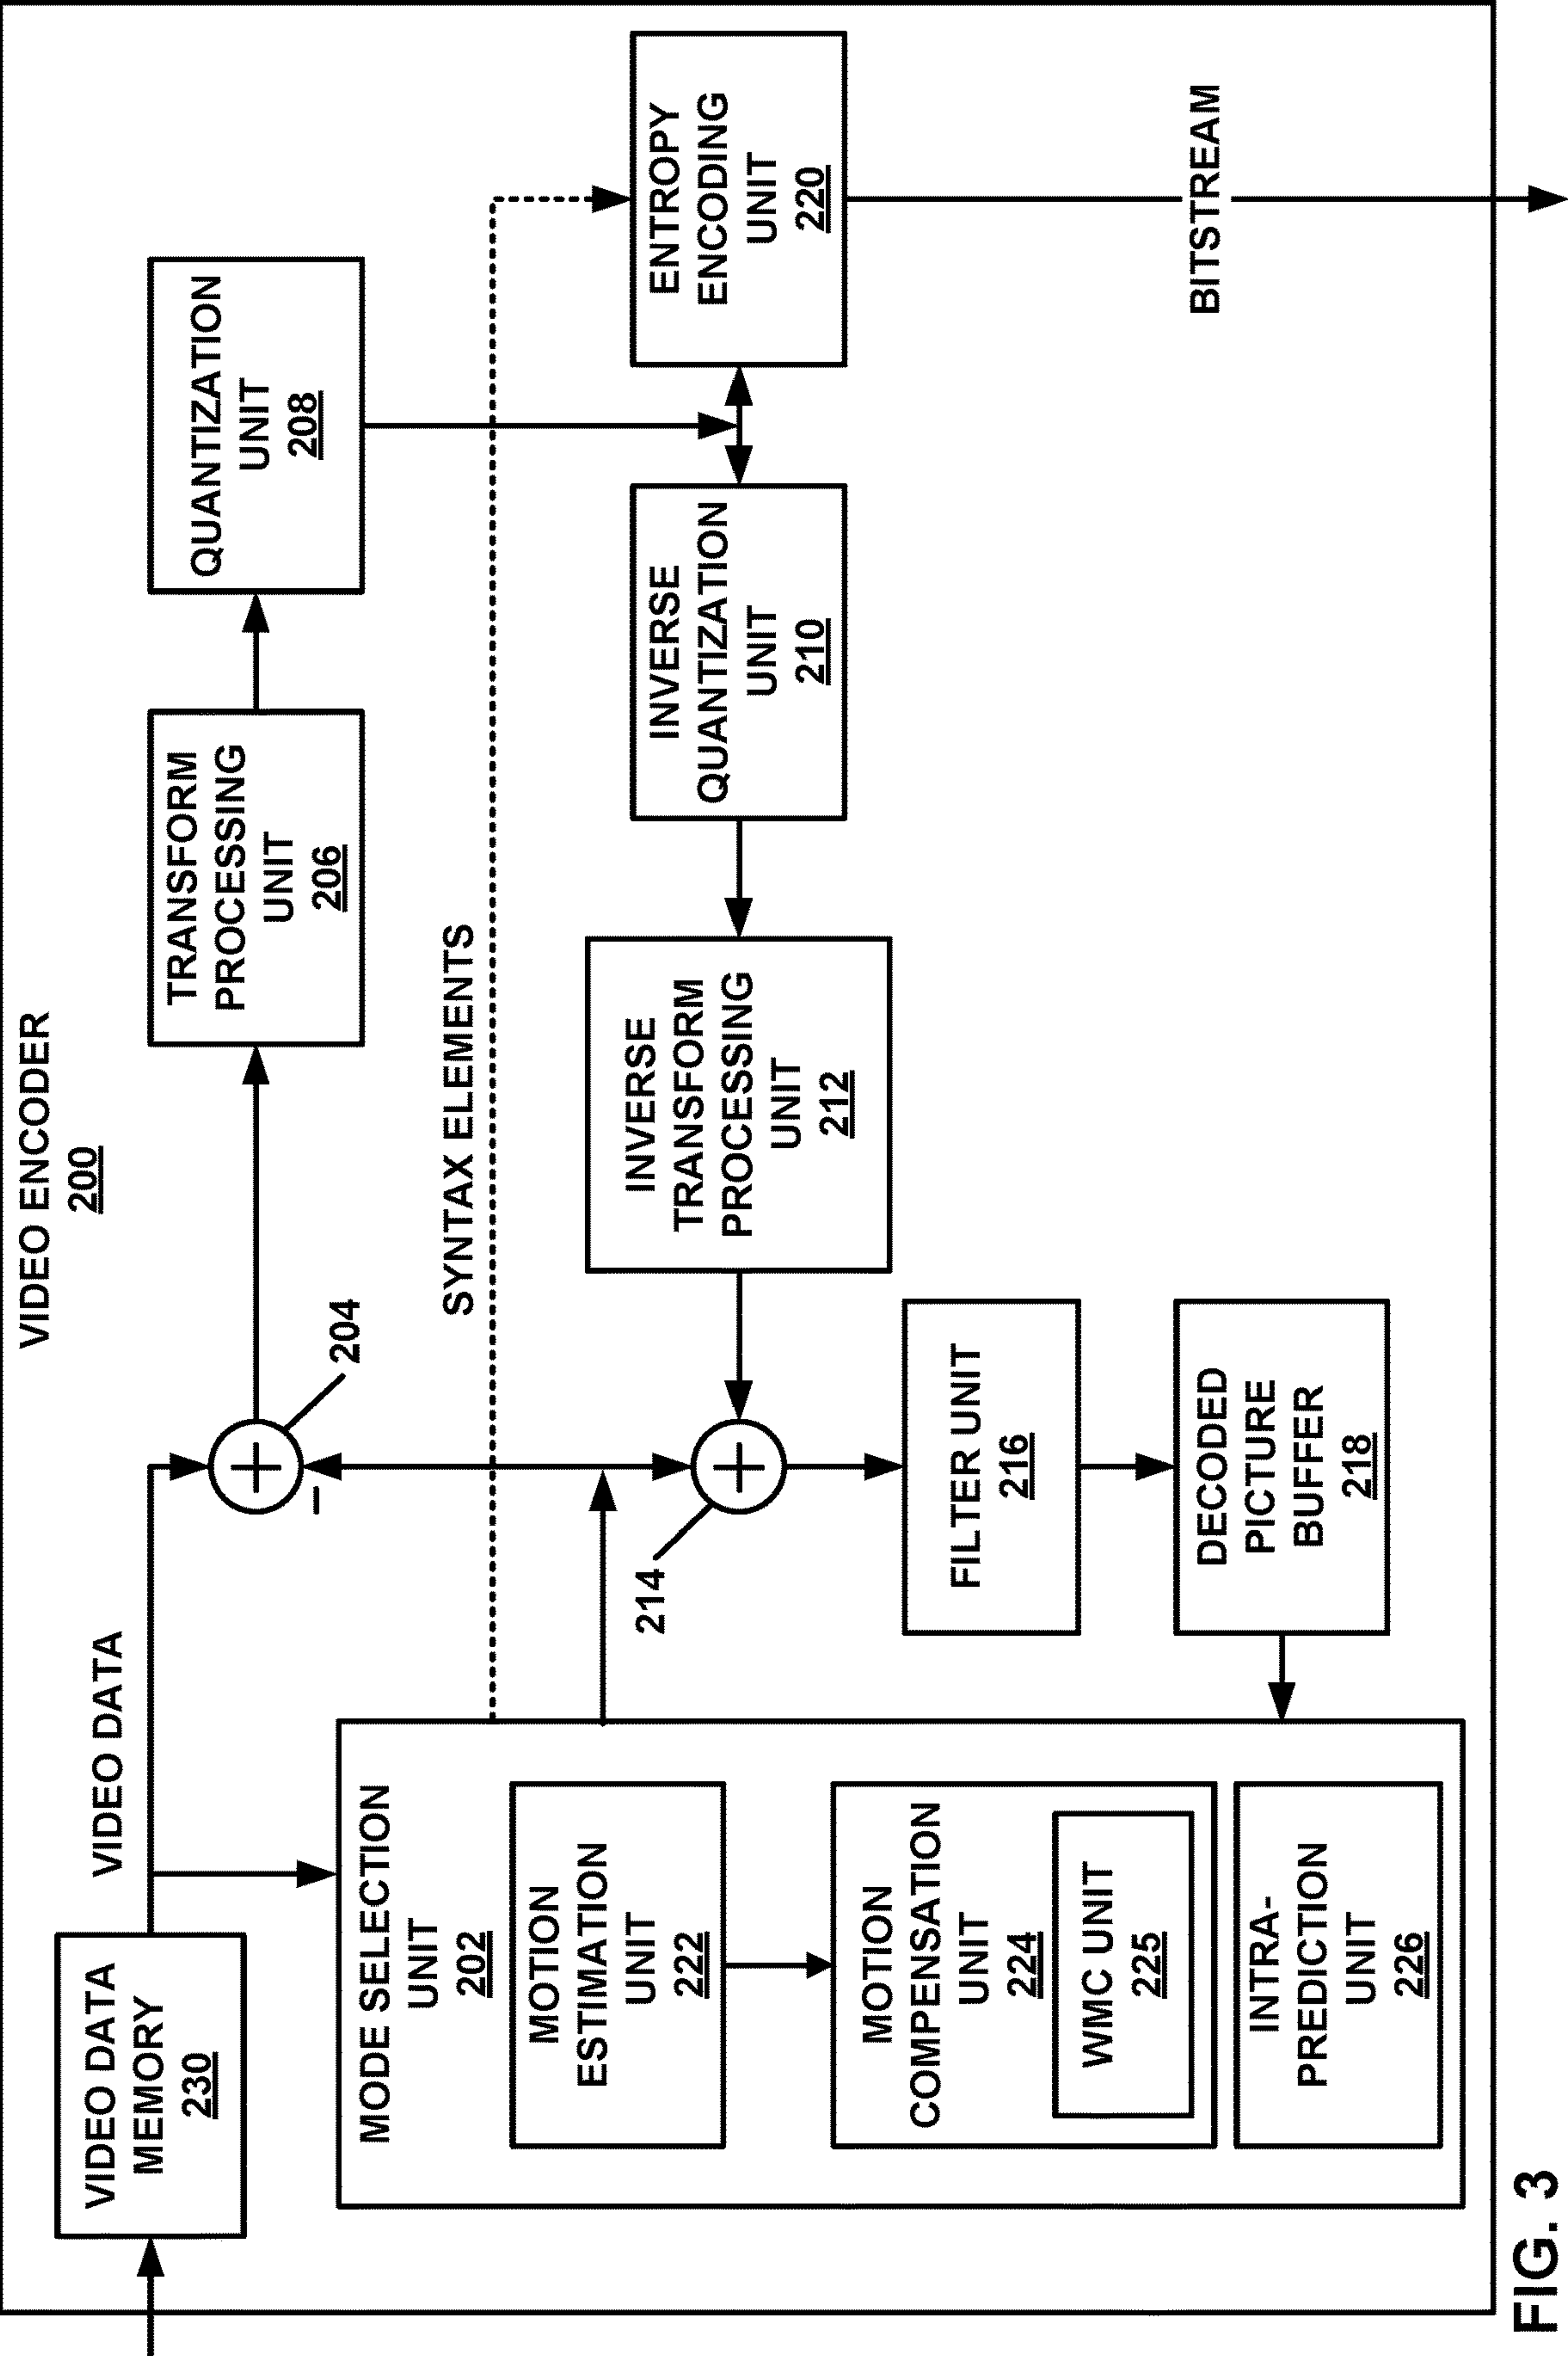 VIDEO ENCODER
200
VIDEO DATA
MEMORY
230
VIDEO DATA
204
TRANSFORM
PROCESSING
UNIT
206
QUANTIZATION
UNIT
208
SYNTAX ELEMENTS
MODE SELECTION
UNIT
202
MOTION
ESTIMATION
UNIT
222
MOTION
COMPENSATION
UNIT
224
WMC UNIT
225
INTRA-
PREDICTION
UNIT
226
214
INVERSE
TRANSFORM
PROCESSING
UNIT
212
INVERSE
QUANTIZATION
UNIT
210
ENTROPY
ENCODING
UNIT
220
FILTER UNIT
216
DECODED
PICTURE
BUFFER
218
BITSTREAM
FIG. 3